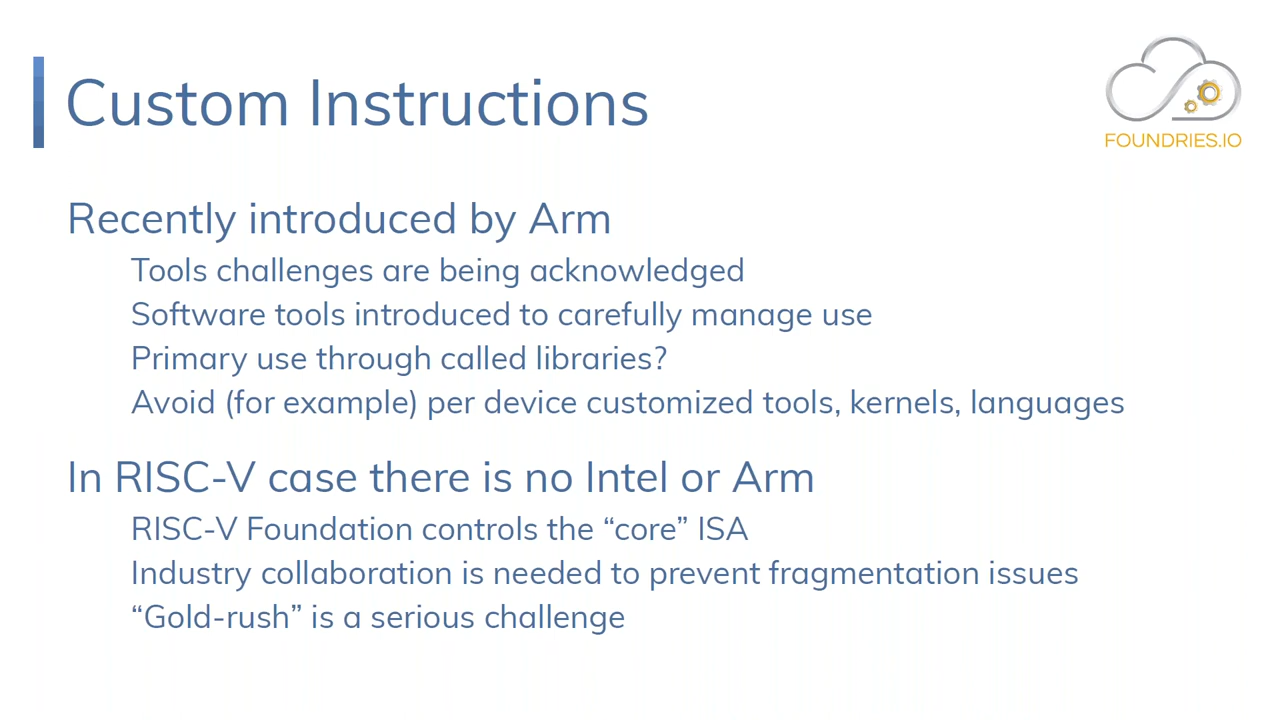 Custom Instructions
FOUNDRIES.IO
Recently introduced by Arm
Tools challenges are being acknowledged
Software tools introduced to carefully manage use
Primary use through called libraries?
Avoid (for example) per device customized tools, kernels, languages
In RISC-V case there is no Intel or Arm
RISC-V Foundation controls the “core” ISA
Industry collaboration is needed to prevent fragmentation issues
“Gold-rush” is a serious challenge